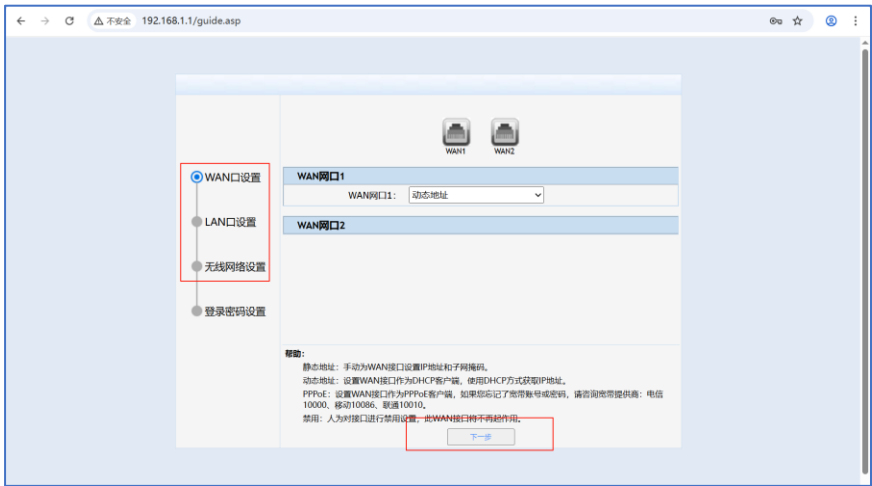 不安全 192.168.1.1/guide.asp
WAN1 WAN2
WAN口设置
LAN口设置
无线网络设置
登录密码设置
WAN网口1
WAN网口1: 动态地址
WAN网口2
帮助:
静态地址: 手动为WAN接口设置IP地址和子网掩码。
动态地址: 设置WAN接口作为DHCP客户端, 使用DHCP方式获取IP地址。
PPPoE: 设置WAN接口作为PPPoE客户端, 如果您忘记了宽带账号或密码, 请咨询宽带提供商: 电信
10000、移动10086、联通10010。
禁用: 人为对接口进行禁用设置, 此WAN接口将不再起作用。
下一步